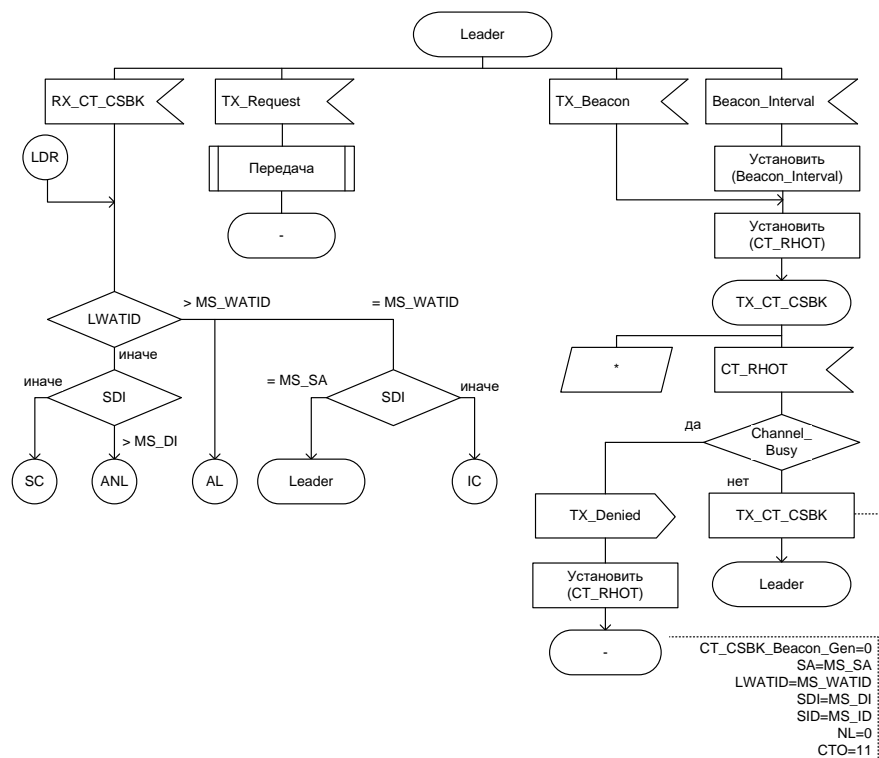 Leader
RX_CT_CSBK
TX_Request
TX_Beacon
Beacon_Interval
LDR
Передача
Установить
(Beacon_Interval)
-
Установить
(CT_RHOT)
TX_CT_CSBK
> MS_WATID
= MS_WATID
LWATID
иначе
*
CT_RHOT
иначе
SDI
= MS_SA
SDI
иначе
да
Channel_
Busy
> MS_DI
нет
SC
ANL
AL
Leader
IC
TX_Denied
TX_CT_CSBK
Установить
(CT_RHOT)
Leader
-
CT_CSBK_Beacon_Gen=0
SA=MS_SA
LWATID=MS_WATID
SDI=MS_DI
SID=MS_ID
NL=0
CTO=11